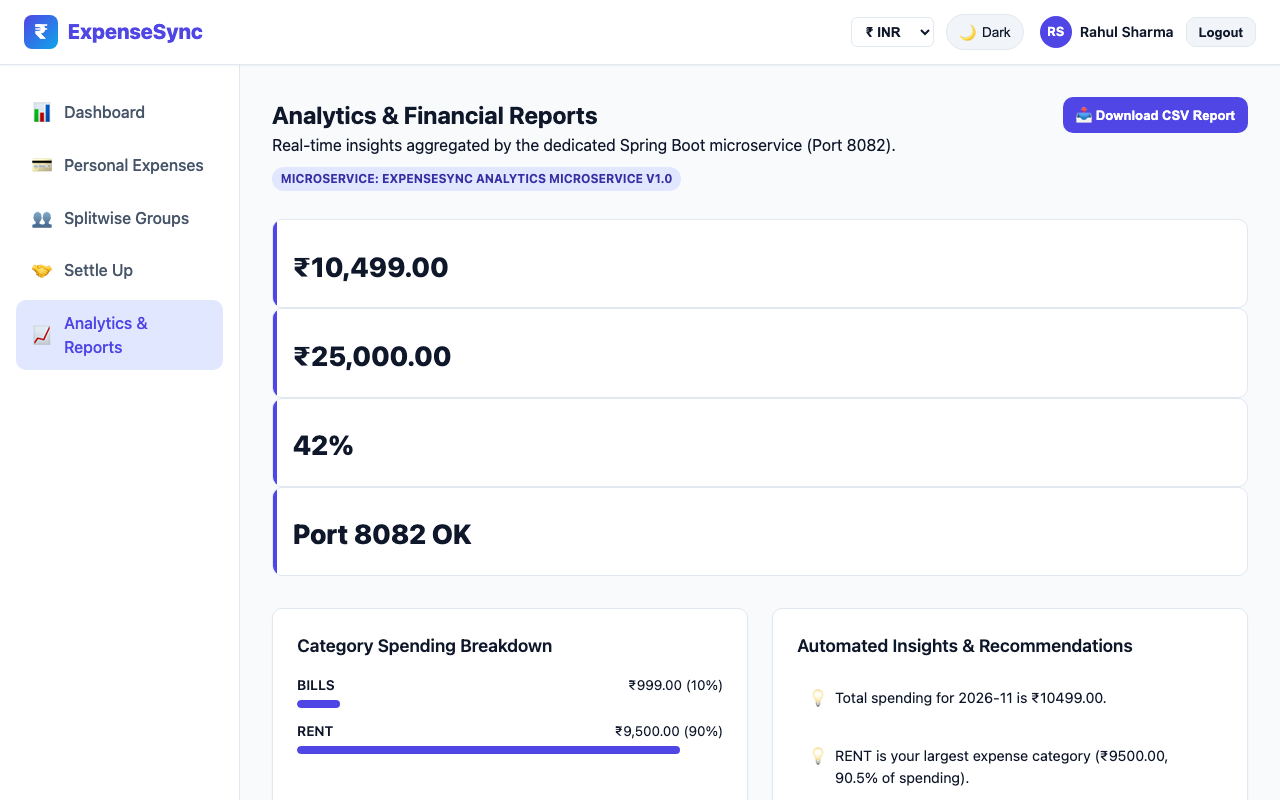 ₹ ExpenseSync
₹ INR
🌙 Dark
RS Rahul Sharma
Logout
Dashboard
Personal Expenses
Splitwise Groups
Settle Up
Analytics &
Reports
Analytics & Financial Reports
📥 Download CSV Report
Real-time insights aggregated by the dedicated Spring Boot microservice (Port 8082).
MICROSERVICE: EXPENSESYNC ANALYTICS MICROSERVICE V1.0
₹10,499.00
₹25,000.00
42%
Port 8082 OK
Category Spending Breakdown
BILLS ₹999.00 (10%)
RENT ₹9,500.00 (90%)
Automated Insights & Recommendations
Total spending for 2026-11 is ₹10499.00.
RENT is your largest expense category (₹9500.00,
90.5% of spending).